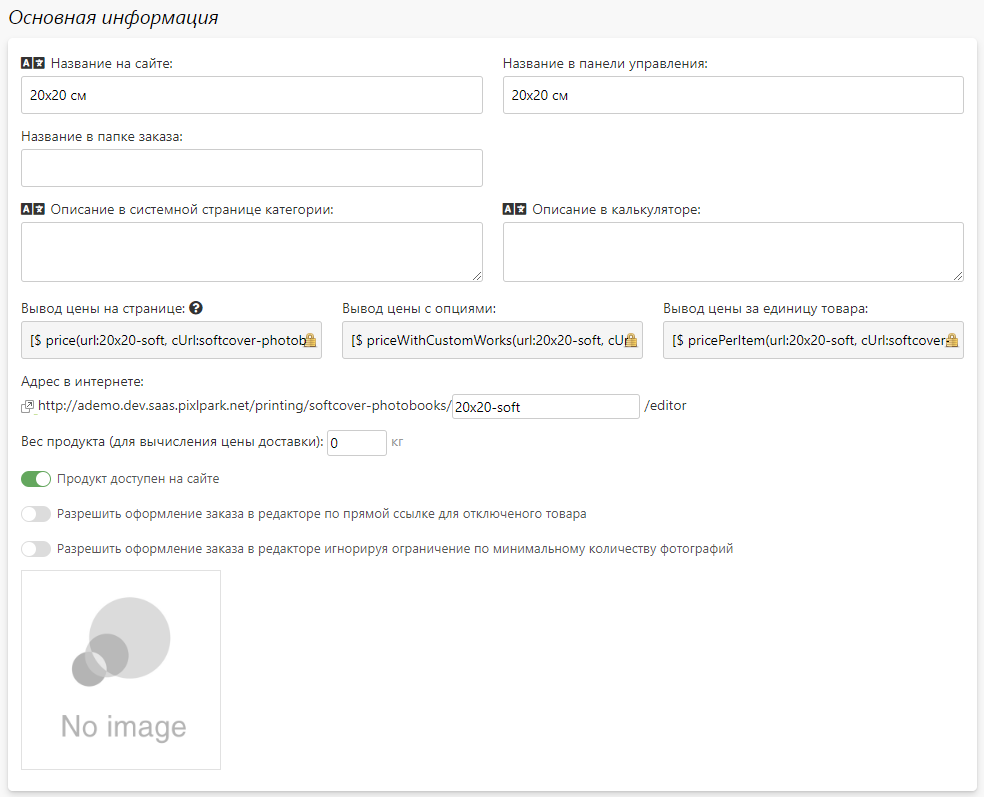 Основная информация
Название на сайте:
Название в панели управления:
20x20 см
20x20 см
Название в папке заказа:
Описание в системной странице категории:
Описание в калькуляторе:
Вывод цены на странице:
Вывод цены с опциями:
Вывод цены за единицу товара:
[$ price(url:20x20-soft, cUrl:softcover-photob
[$ priceWithCustomWorks(url:20x20-soft, cUr
[$ pricePerItem(url:20x20-soft, cUrl:softcover-
Адрес в интернете:
http://ademo.dev.saas.pixlpark.net/printing/softcover-photobooks/ 20x20-soft /editor
Вес продукта (для вычисления цены доставки): 0 кг
Продукт доступен на сайте
Разрешить оформление заказа в редакторе по прямой ссылке для отключеного товара
Разрешить оформление заказа в редакторе игнорируя ограничение по минимальному количеству фотографий
No image